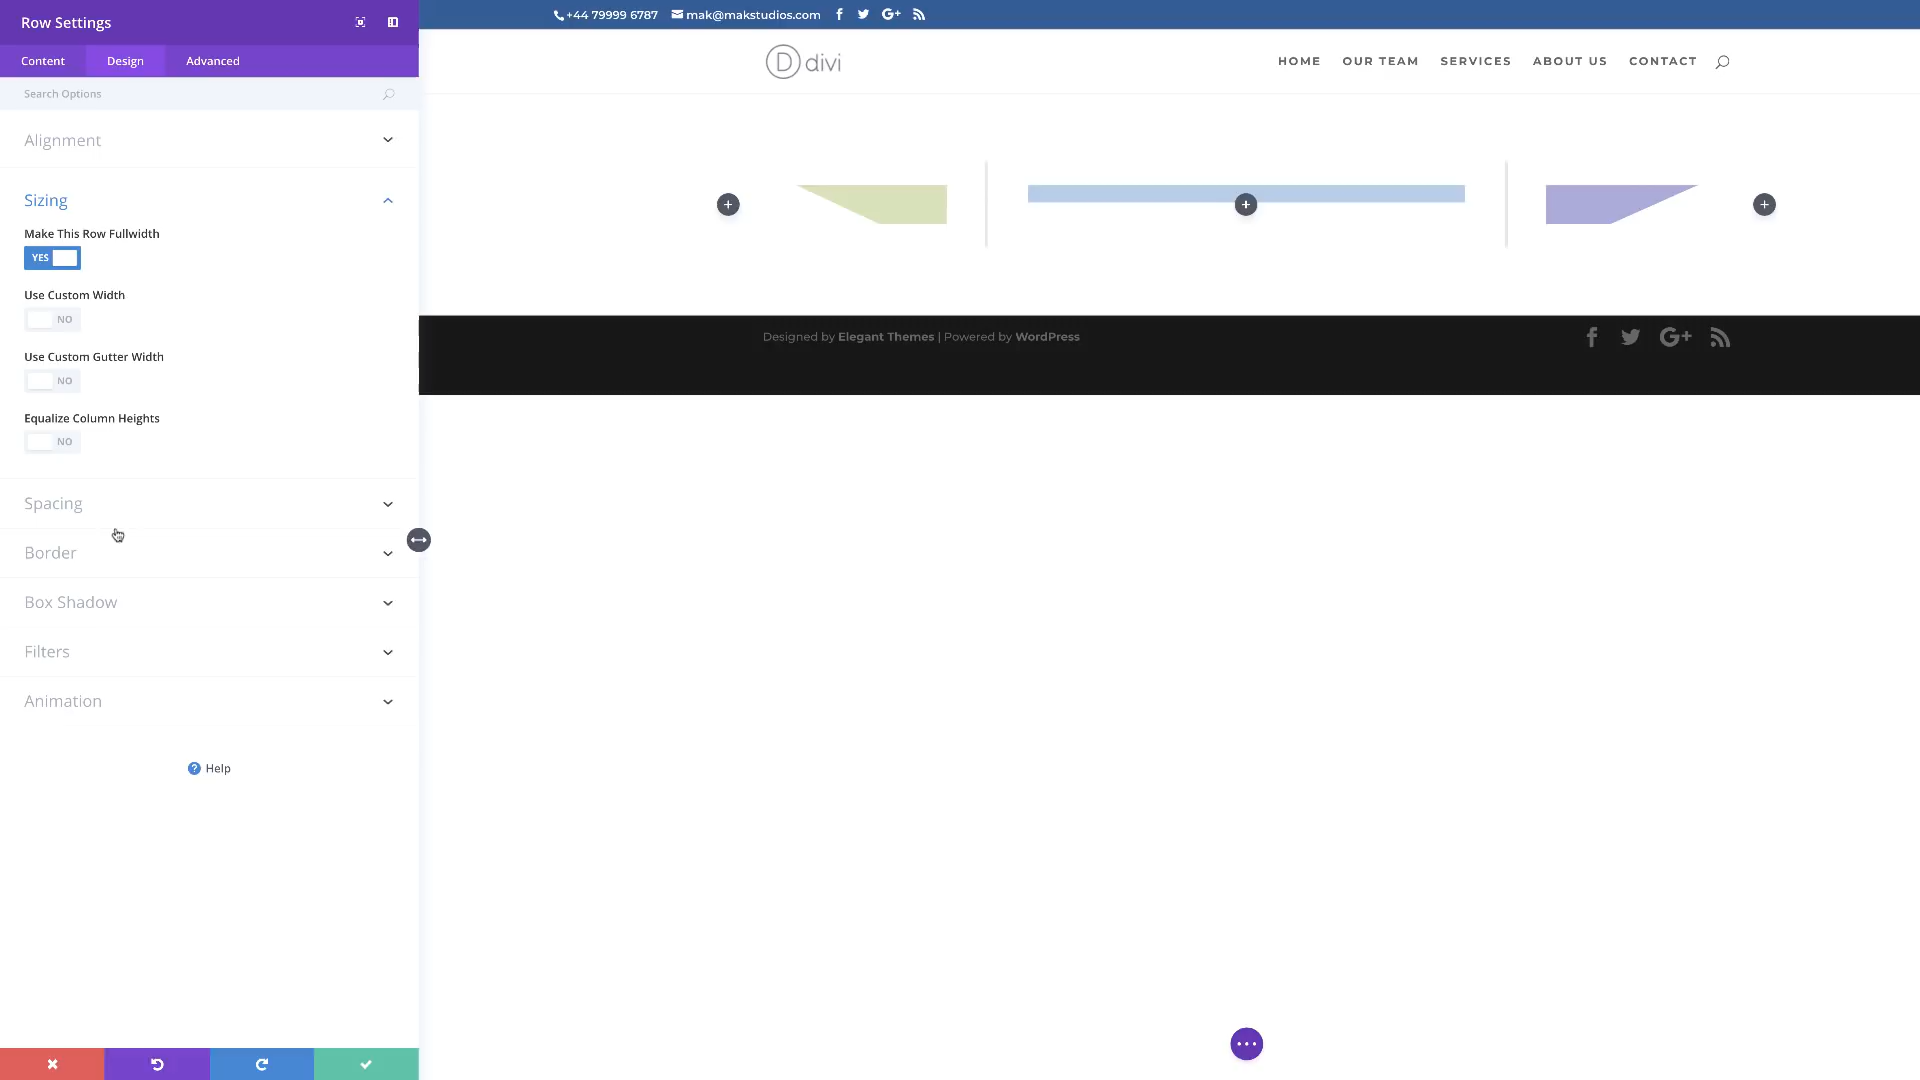 Row Settings
Content Design Advanced
Search Options
Alignment
Sizing
Make This Row Fullwidth
YES
Use Custom Width
NO
Use Custom Gutter Width
NO
Equalize Column Heights
NO
Spacing
Border
Box Shadow
Filters
Animation
? Help
+44 79999 6787 mak@makstudios.com
D divi HOME OUR TEAM SERVICES ABOUT US CONTACT
Designed by Elegant Themes | Powered by WordPress